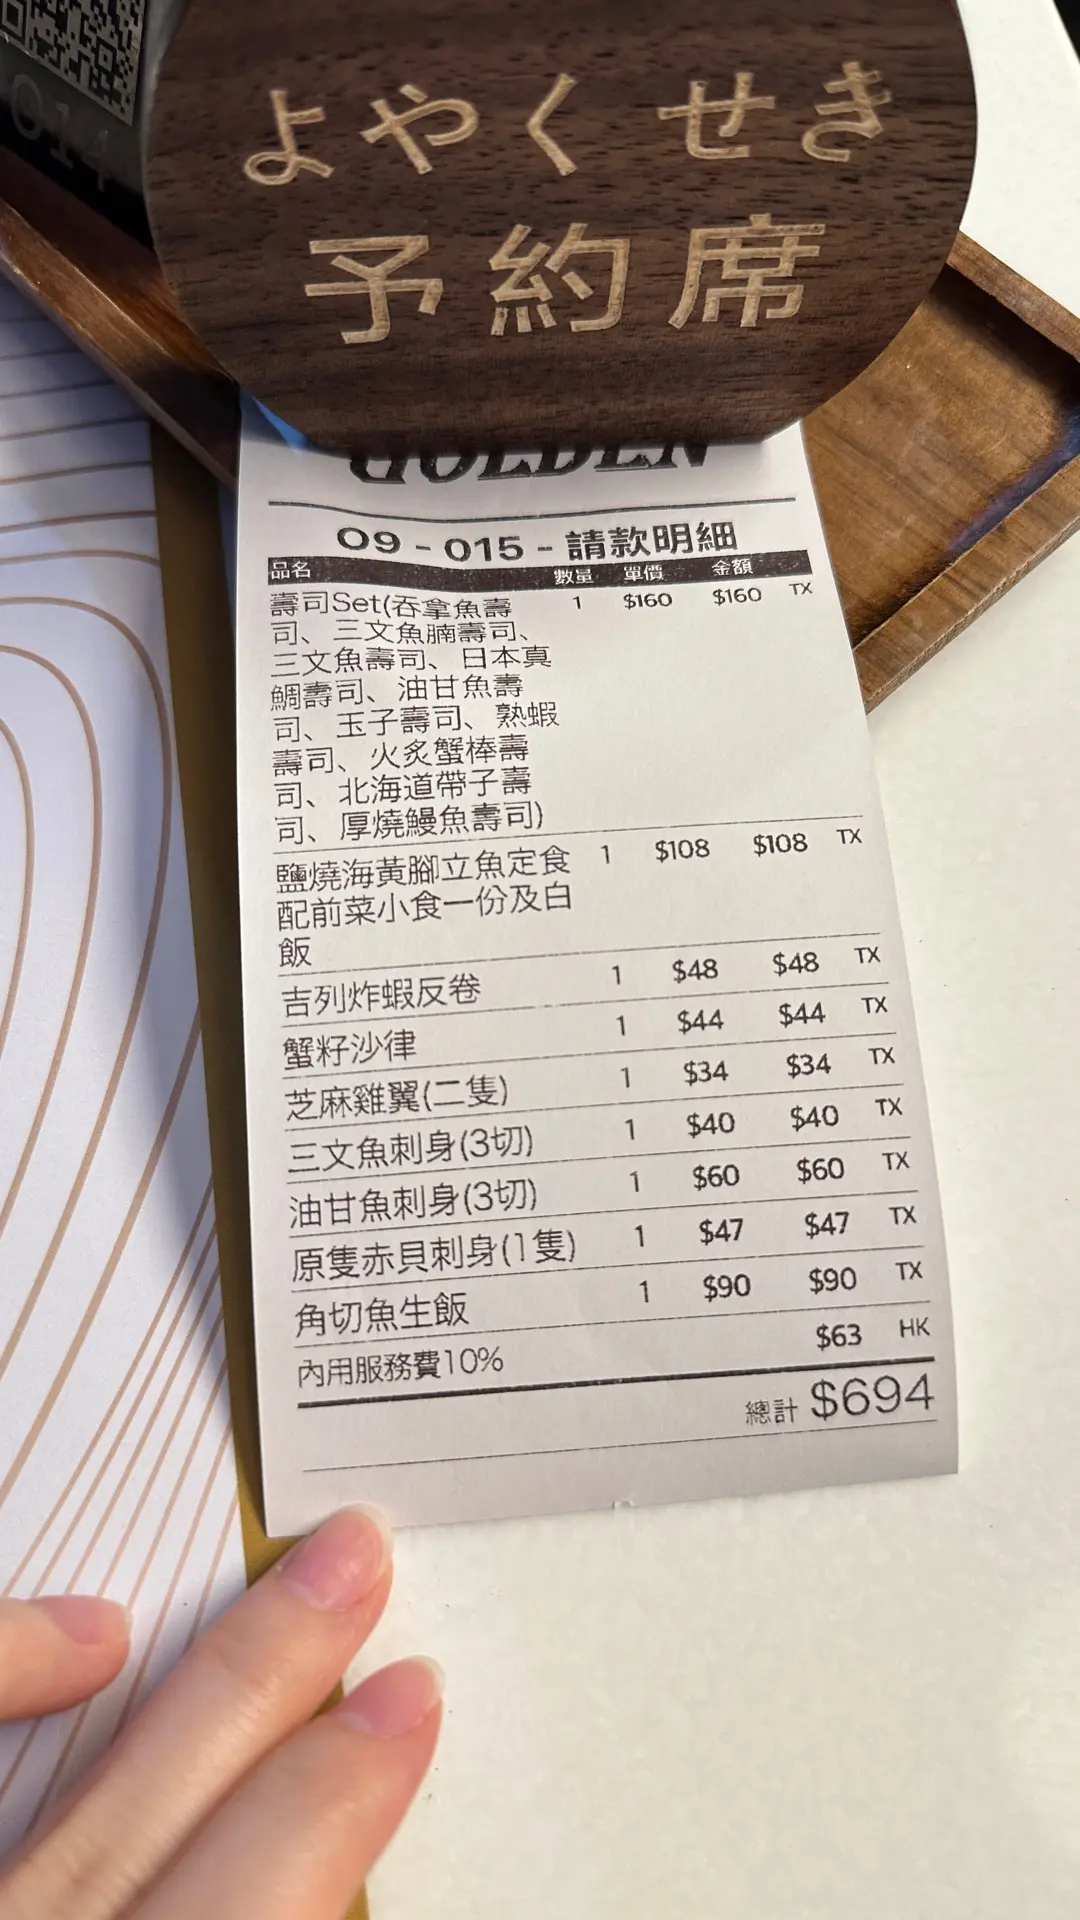 014
よやくせき
予約席
GOLDEN
09 - 015 - 請款明細
品名 數量 單價 金額
壽司Set(吞拿魚壽 1 $160 $160 TX
司、三文魚腩壽司、
三文魚壽司、日本真
鯛壽司、油甘魚壽
司、玉子壽司、熟蝦
壽司、火炙蟹棒壽
司、北海道帶子壽
司、厚燒鰻魚壽司)
鹽燒海黃腳立魚定食 1 $108 $108 TX
配前菜小食一份及白
飯
吉列炸蝦反卷 1 $48 $48 TX
蟹籽沙律 1 $44 $44 TX
芝麻雞翼(二隻) 1 $34 $34 TX
三文魚刺身(3切) 1 $40 $40 TX
油甘魚刺身(3切) 1 $60 $60 TX
原隻赤貝刺身(1隻) 1 $47 $47 TX
角切魚生飯 1 $90 $90 TX
內用服務費10% $63 HK
總計 $694